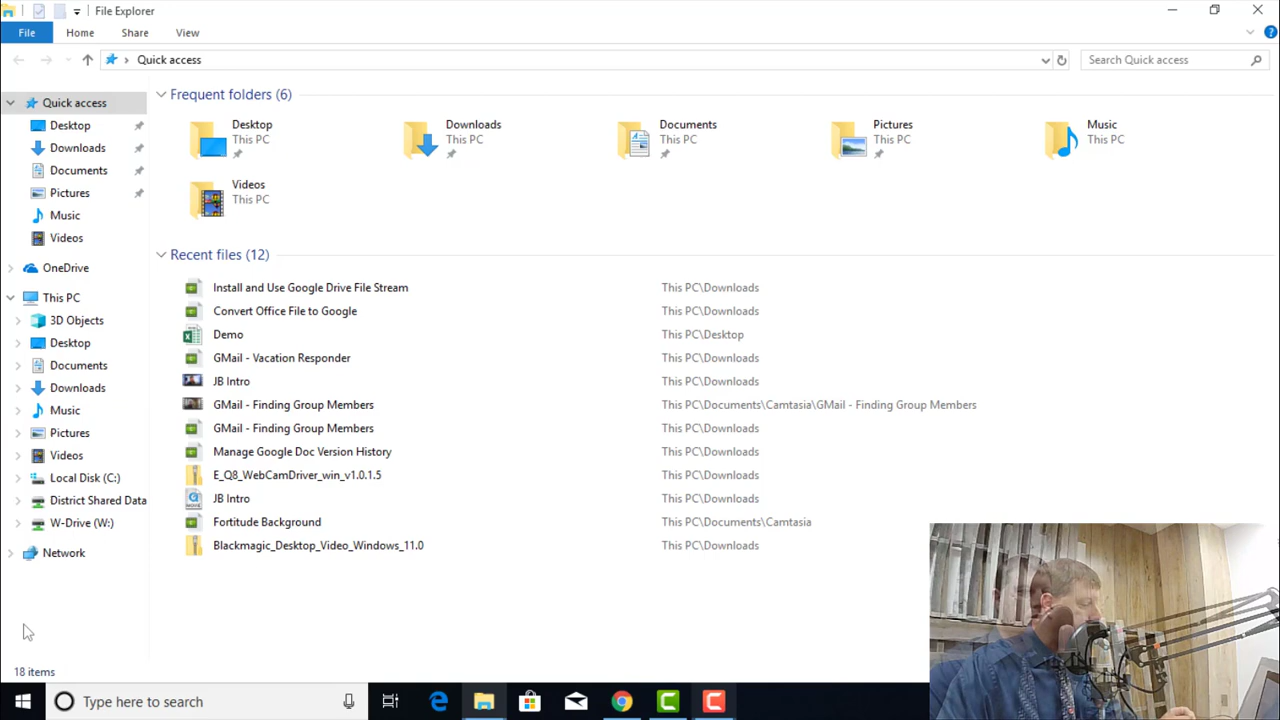 File Explorer
File Home Share View
Quick access Search Quick access
Quick access
Desktop
Downloads
Documents
Pictures
Music
Videos
OneDrive
This PC
3D Objects
Desktop
Documents
Downloads
Music
Pictures
Videos
Local Disk (C:)
District Shared Data
W-Drive (W:)
Network
Frequent folders (6)
Desktop
This PC
Downloads
This PC
Documents
This PC
Pictures
This PC
Music
This PC
Videos
This PC
Recent files (12)
Install and Use Google Drive File Stream This PC\Downloads
Convert Office File to Google This PC\Downloads
Demo This PC\Desktop
GMail - Vacation Responder This PC\Downloads
JB Intro This PC\Downloads
GMail - Finding Group Members This PC\Documents\Camtasia\GMail - Finding Group Members
GMail - Finding Group Members This PC\Downloads
Manage Google Doc Version History This PC\Downloads
E_Q8_WebCamDriver_win_v1.0.1.5 This PC\Downloads
JB Intro This PC\Downloads
Fortitude Background This PC\Documents\Camtasia
Blackmagic_Desktop_Video_Windows_11.0 This PC\Downloads
18 items
Type here to search